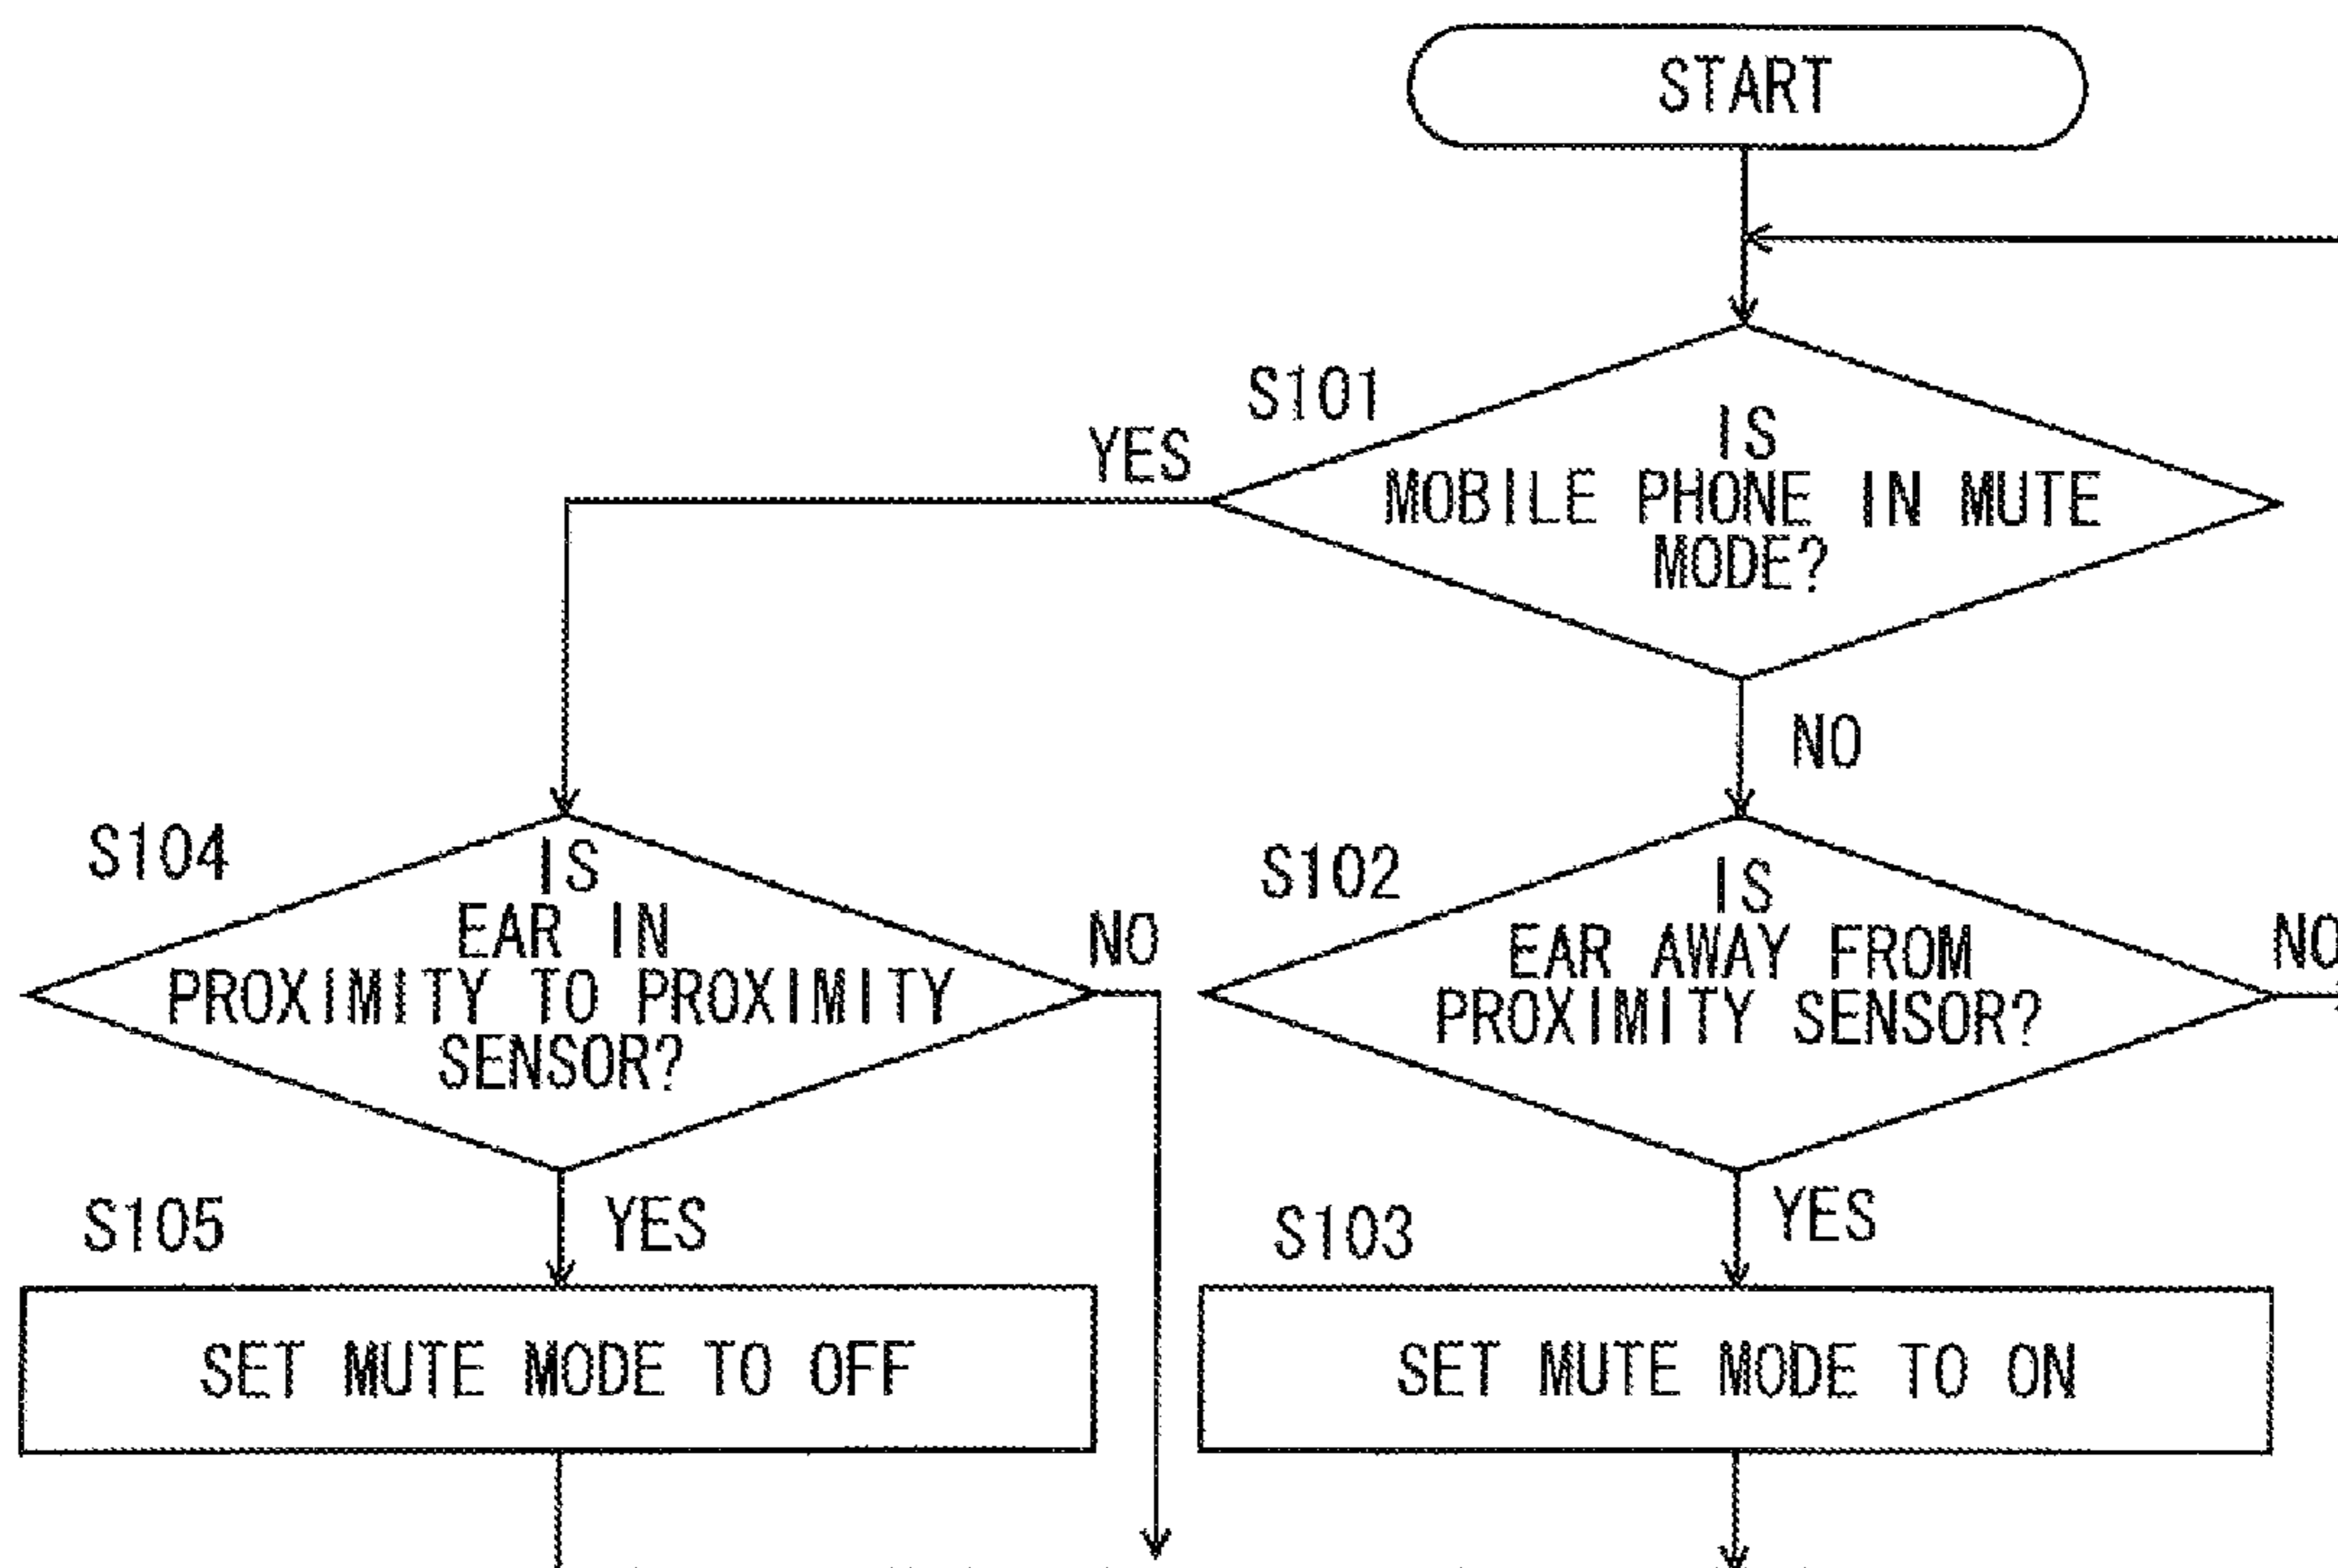 START
S101
YES
IS
MOBILE PHONE IN MUTE
MODE?
NO
S104
IS
EAR IN
PROXIMITY TO PROXIMITY
SENSOR?
NO
S102
IS
EAR AWAY FROM
PROXIMITY SENSOR?
NO
S105
YES
S103
YES
SET MUTE MODE TO OFF
SET MUTE MODE TO ON